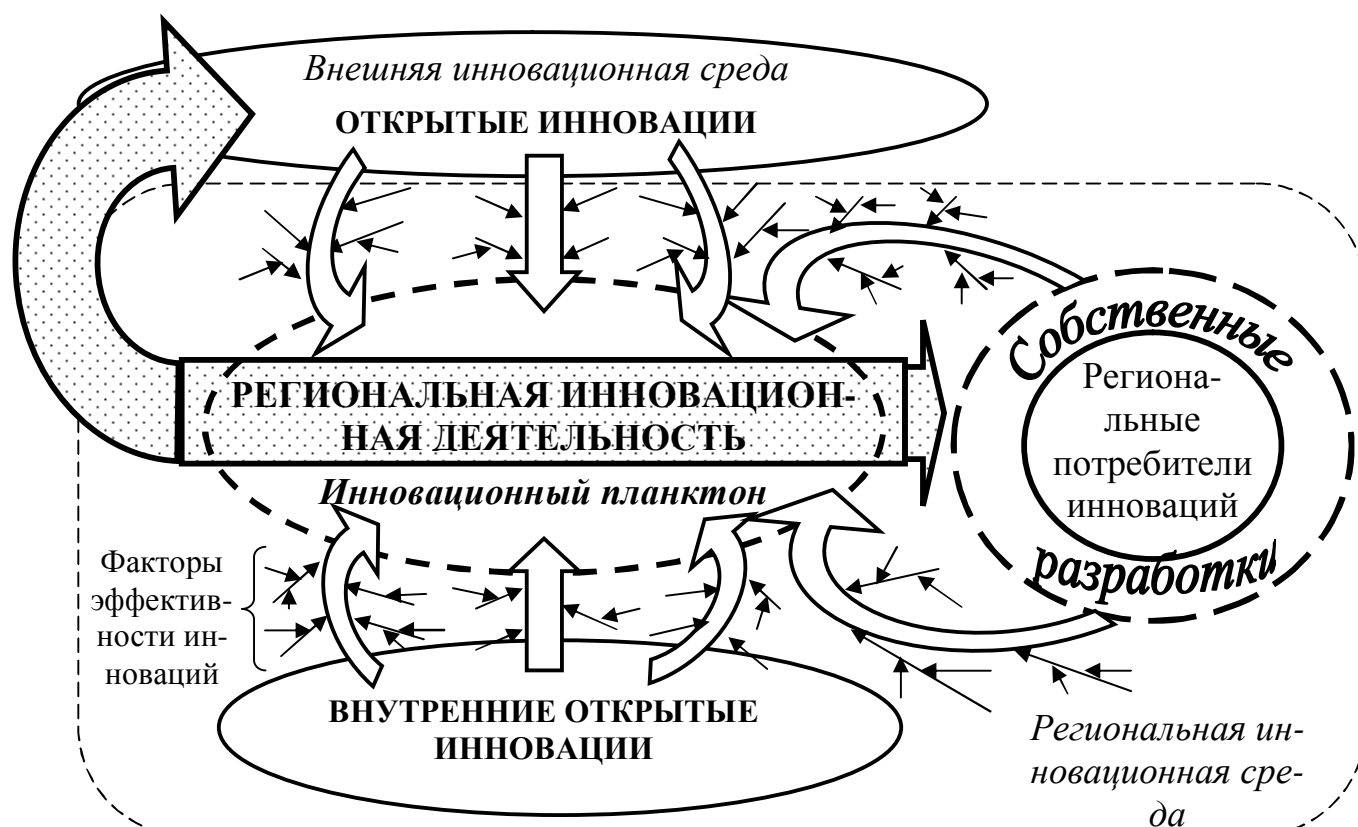 Внешняя инновационная среда
ОТКРЫТЫЕ ИННОВАЦИИ
Собственные
РЕГИОНАЛЬНАЯ ИННОВАЦИОН-
НАЯ ДЕЯТЕЛЬНОСТЬ
Инновационный планктон
Региона-
льные
потребители
инноваций
разработки
Факторы
эффектив-
ности ин-
новаций
ВНУТРЕННИЕ ОТКРЫТЫЕ
ИННОВАЦИИ
Региональная ин-
новационная сре-
да